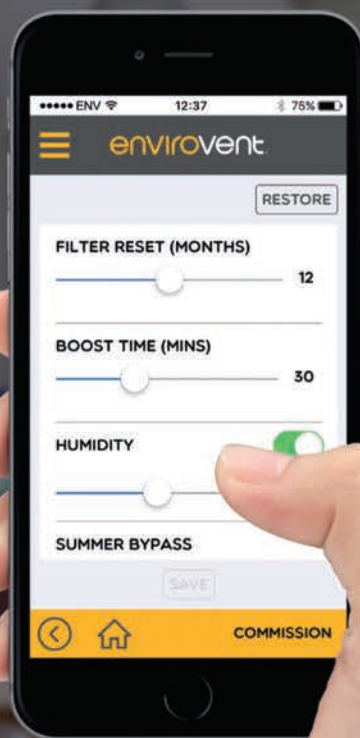 ●●●●● ENV 12:37 75%
envirovent
RESTORE
FILTER RESET (MONTHS)
12
BOOST TIME (MINS)
30
HUMIDITY
SUMMER BYPASS
SAVE
COMMISSION